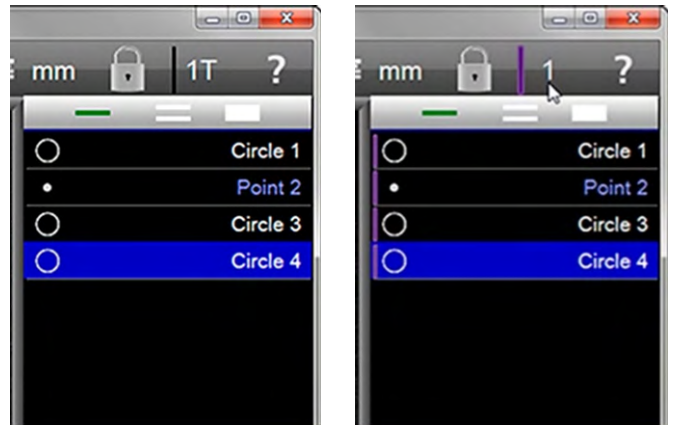 mm 1T ?
Circle 1
Point 2
Circle 3
Circle 4
mm 1 ?
Circle 1
Point 2
Circle 3
Circle 4